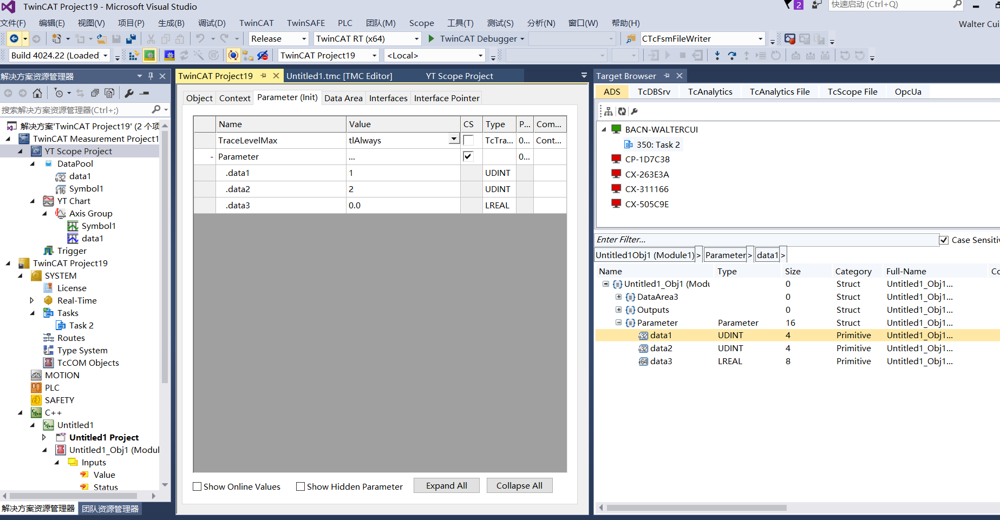 TwinCAT Project19 - Microsoft Visual Studio
2
快速启动 (Ctrl+Q)
文件(F) 编辑(E) 视图(V) 项目(P) 生成(B) 调试(D) TwinCAT TwinSAFE PLC 团队(M) Scope 工具(T) 测试(S) 分析(N) 窗口(W) 帮助(H)
Walter Cui
Release TwinCAT RT (x64) TwinCAT Debugger CTcFsmFileWriter
Build 4024.22 (Loaded) TwinCAT Project19 <Local>
解决方案资源管理器
搜索解决方案资源管理器(Ctrl+;)
解决方案'TwinCAT Project19' (2 个项
TwinCAT Measurement Project1
YT Scope Project
DataPool
data1
Symbol1
YT Chart
Axis Group
Symbol1
data1
Trigger
TwinCAT Project19
SYSTEM
License
Real-Time
Tasks
Task 2
Routes
Type System
TcCOM Objects
MOTION
PLC
SAFETY
C++
Untitled1
Untitled1 Project
Untitled1_Obj1 (Modul
Inputs
Value
Status
解决方案资源管理器 团队资源管理器
TwinCAT Project19 Untitled1.tmc [TMC Editor] YT Scope Project
Object Context Parameter (Init) Data Area Interfaces Interface Pointer
Name Value CS Type P... Com...
TraceLevelMax tlAlways TcTra... 0... Cont...
- Parameter ... 0...
.data1 1 UDINT
.data2 2 UDINT
.data3 0.0 LREAL
Show Online Values Show Hidden Parameter Expand All Collapse All
Target Browser
ADS TcDBSrv TcAnalytics TcAnalytics File TcScope File OpcUa
BACN-WALTERCUI
350: Task 2
CP-1D7C38
CX-263E3A
CX-311166
CX-505C9E
Enter Filter... Case Sensitiv
Untitled1Obj1 (Module1) > Parameter > data1 >
Name Type Size Category Full-Name Co
Untitled1_Obj1 (Modu 0 Struct Untitled1_Obj1...
DataArea3 0 Struct Untitled1_Obj1...
Outputs 0 Struct Untitled1_Obj1...
Parameter Parameter 16 Struct Untitled1_Obj1...
data1 UDINT 4 Primitive Untitled1_Obj1...
data2 UDINT 4 Primitive Untitled1_Obj1...
data3 LREAL 8 Primitive Untitled1_Obj1...